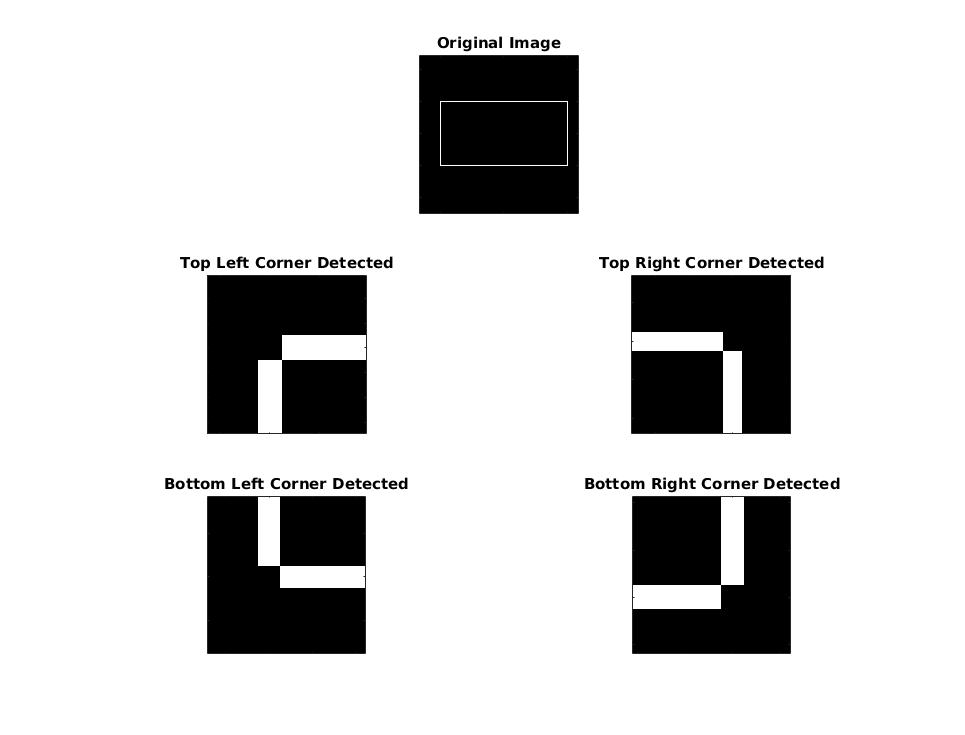 Original Image
Top Left Corner Detected
Top Right Corner Detected
Bottom Left Corner Detected
Bottom Right Corner Detected